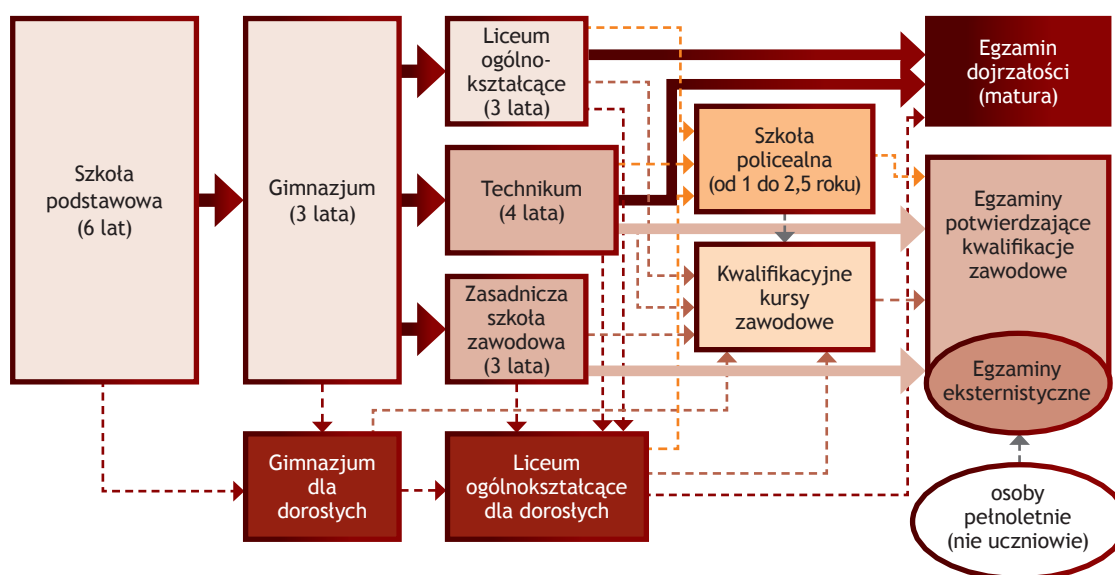 Szkoła
podstawowa
(6 lat)
Gimnazjum
(3 lata)
Liceum
ogólno-
kształcące
(3 lata)
Technikum
(4 lata)
Zasadnicza
szkoła
zawodowa
(3 lata)
Gimnazjum
dla
dorosłych
Liceum
ogólnokształcące
dla dorosłych
Szkoła
policealna
(od 1 do 2,5 roku)
Kwalifikacyjne
kursy
zawodowe
Egzamin
dojrzałości
(matura)
Egzaminy
potwierdzające
kwalifikacje
zawodowe
Egzaminy
eksternistyczne
osoby
pełnoletnie
(nie uczniowie)